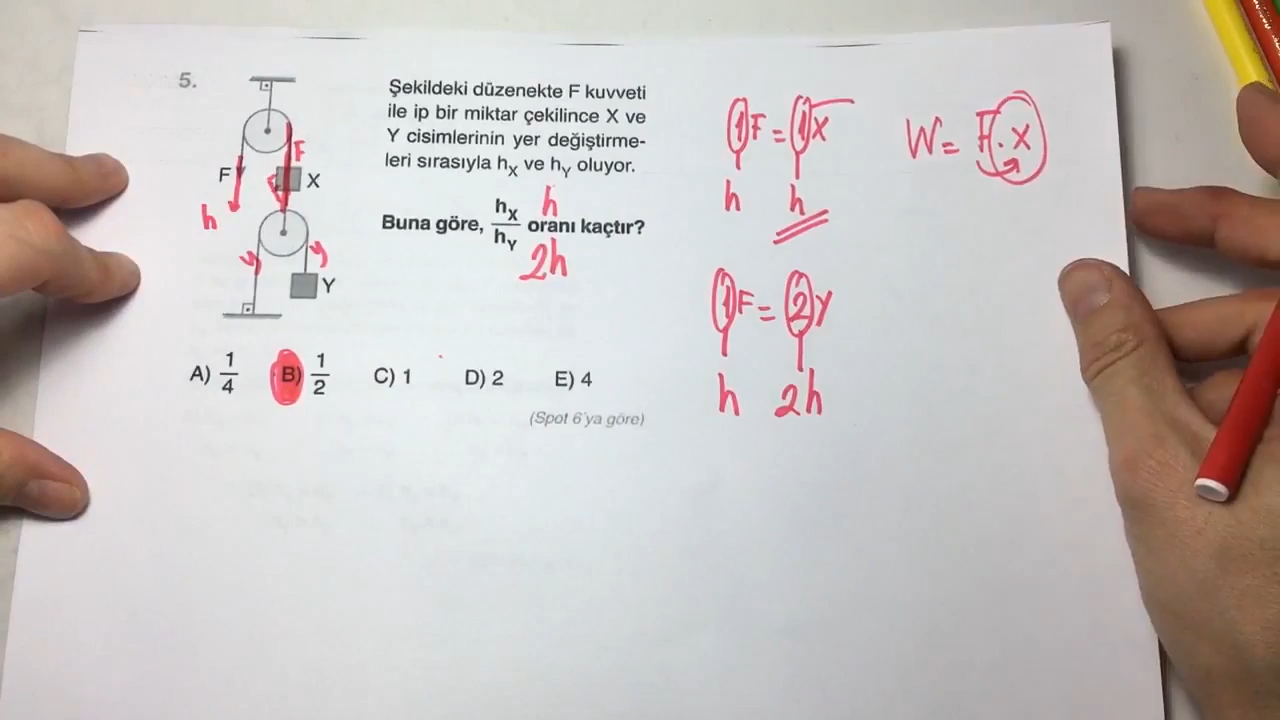 5.
Şekildeki düzenekte F kuvveti
ile ip bir miktar çekilince X ve
Y cisimlerinin yer değiştirme-
leri sırasıyla hX ve hY oluyor.
Buna göre, hX/hY oranı kaçtır?
h
2h
F
F
X
h
y
y
Y
A) 1/4 B) 1/2 C) 1 D) 2 E) 4
(Spot 6'ya göre)
1F = 1X
h h
W = F.x
1F = 2Y
h 2h